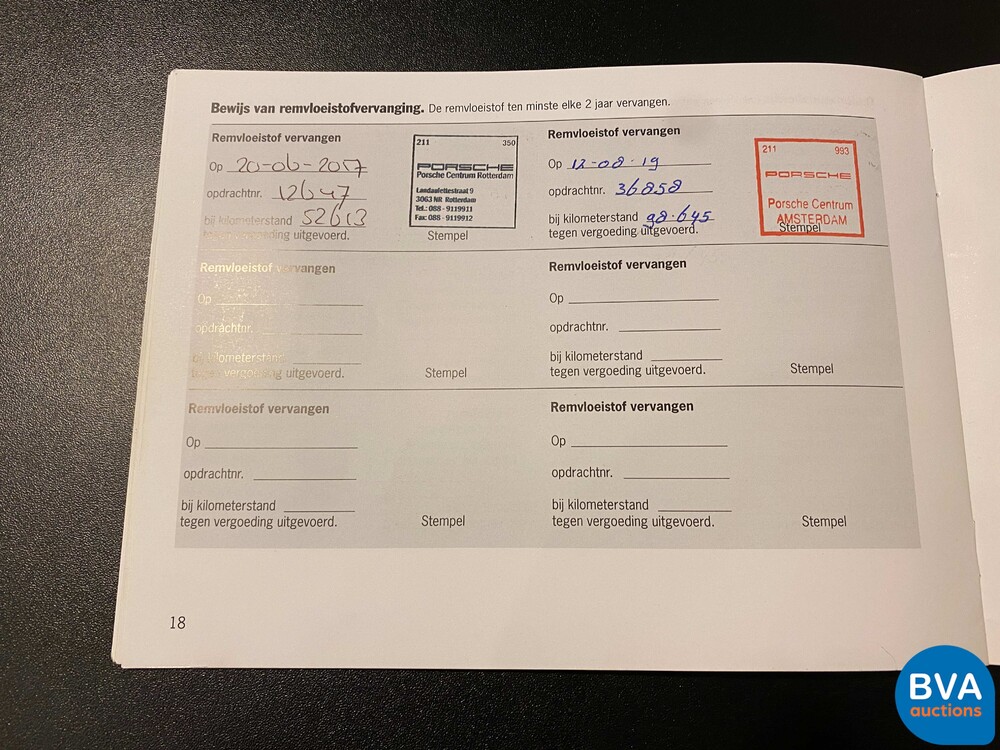 Bewijs van remvloeistofvervanging. De remvloeistof ten minste elke 2 jaar vervangen.
Remvloeistof vervangen
Op 20-06-2017
opdrachtnr. 12647
bij kilometerstand 52613
tegen vergoeding uitgevoerd.
211 350
PORSCHE
Porsche Centrum Rotterdam
Landaulettestraat 9
3063 NR Rotterdam
Tel.: 088 - 9119911
Fax: 088 - 9119912
Stempel
Remvloeistof vervangen
Op 12-08-19
opdrachtnr. 36858
bij kilometerstand 98.645
tegen vergoeding uitgevoerd.
211 993
PORSCHE
Porsche Centrum
AMSTERDAM
Stempel
Remvloeistof vervangen
Op
opdrachtnr.
bij kilometerstand
tegen vergoeding uitgevoerd.
Stempel
Remvloeistof vervangen
Op
opdrachtnr.
bij kilometerstand
tegen vergoeding uitgevoerd.
Stempel
Remvloeistof vervangen
Op
opdrachtnr.
bij kilometerstand
tegen vergoeding uitgevoerd.
Stempel
Remvloeistof vervangen
Op
opdrachtnr.
bij kilometerstand
tegen vergoeding uitgevoerd.
Stempel
18
BVA
auctions